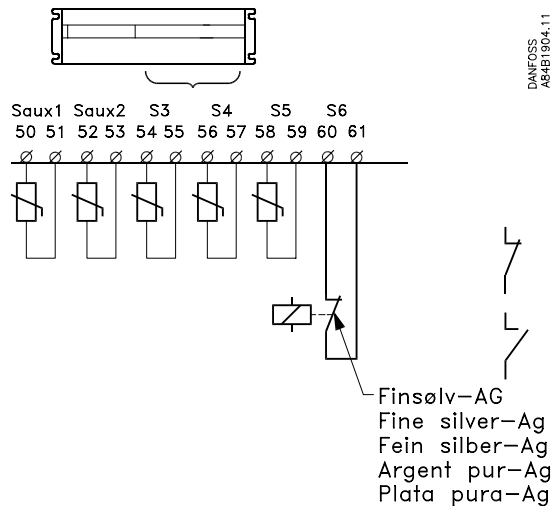 DANFOSS
A84B1904.11
Saux1 Saux2 S3 S4 S5 S6
50 51 52 53 54 55 56 57 58 59 60 61
Finsølv-AG
Fine silver-Ag
Fein silber-Ag
Argent pur-Ag
Plata pura-Ag